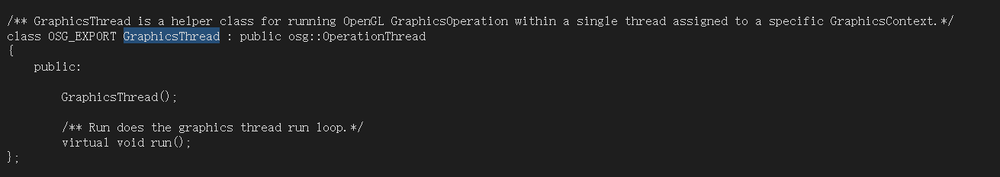 /** GraphicsThread is a helper class for running OpenGL GraphicsOperation within a single thread assigned to a specific GraphicsContext.*/
class OSG_EXPORT GraphicsThread : public osg::OperationThread
{
    public:

        GraphicsThread();

        /** Run does the graphics thread run loop.*/
        virtual void run();
};